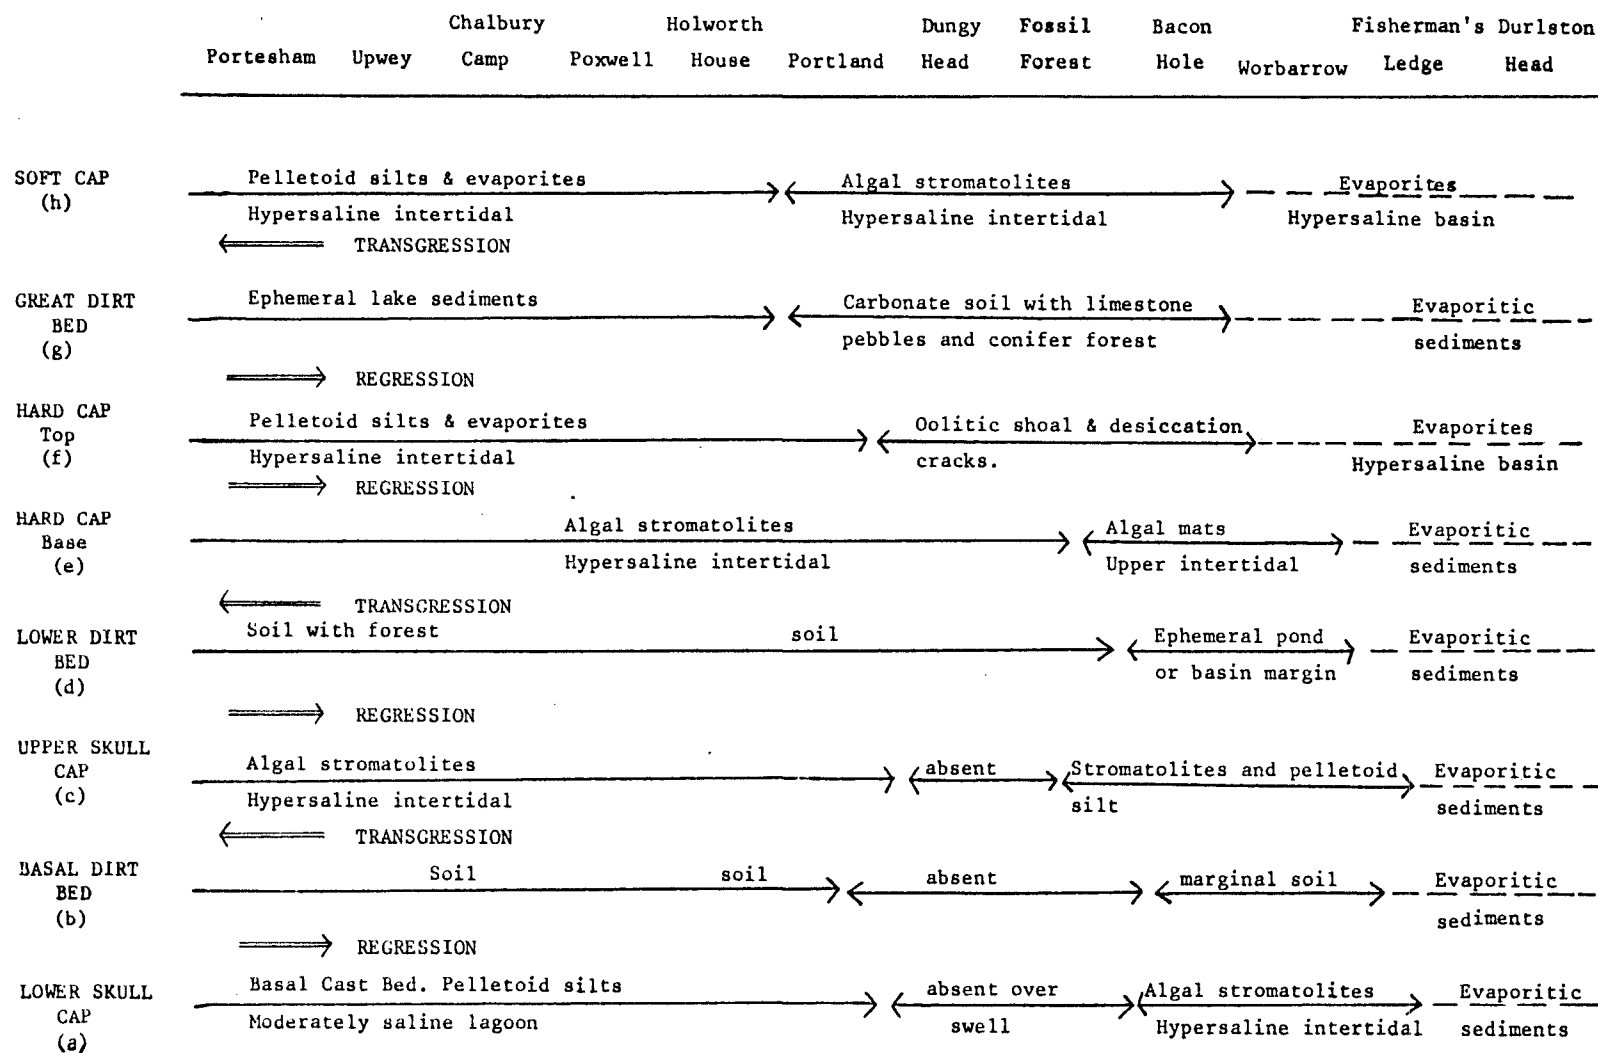 Chalbury Holworth Dungy Fossil Bacon Fisherman's Durlston
Portesham Upwey Camp Poxwell House Portland Head Forest Hole Worbarrow Ledge Head
SOFT CAP Pelletoid silts & evaporites Algal stromatolites Evaporites
(h) Hypersaline intertidal Hypersaline intertidal Hypersaline basin
TRANSGRESSION
GREAT DIRT Ephemeral lake sediments Carbonate soil with limestone Evaporitic
BED pebbles and conifer forest sediments
(g)
REGRESSION
HARD CAP Pelletoid silts & evaporites Oolitic shoal & desiccation Evaporites
Top
(f) Hypersaline intertidal cracks. Hypersaline basin
REGRESSION
HARD CAP Algal stromatolites Algal mats Evaporitic
Base
(e) Hypersaline intertidal Upper intertidal sediments
TRANSGRESSION
LOWER DIRT Soil with forest soil Ephemeral pond Evaporitic
BED or basin margin sediments
(d)
REGRESSION
UPPER SKULL Algal stromatolites absent Stromatolites and pelletoid Evaporitic
CAP
(c) Hypersaline intertidal silt sediments
TRANSGRESSION
BASAL DIRT Soil soil absent marginal soil Evaporitic
BED
(b) sediments
REGRESSION
LOWER SKULL Basal Cast Bed. Pelletoid silts absent over Algal stromatolites Evaporitic
CAP Moderately saline lagoon swell Hypersaline intertidal sediments
(a)